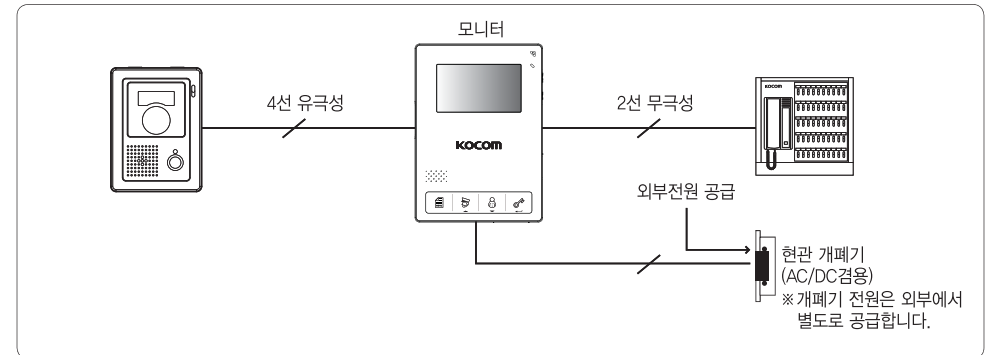 모니터
4선 유극성
2선 무극성
KOCOM
KOCOM
외부전원 공급
현관 개폐기
(AC/DC겸용)
※개폐기 전원은 외부에서
별도로 공급합니다.